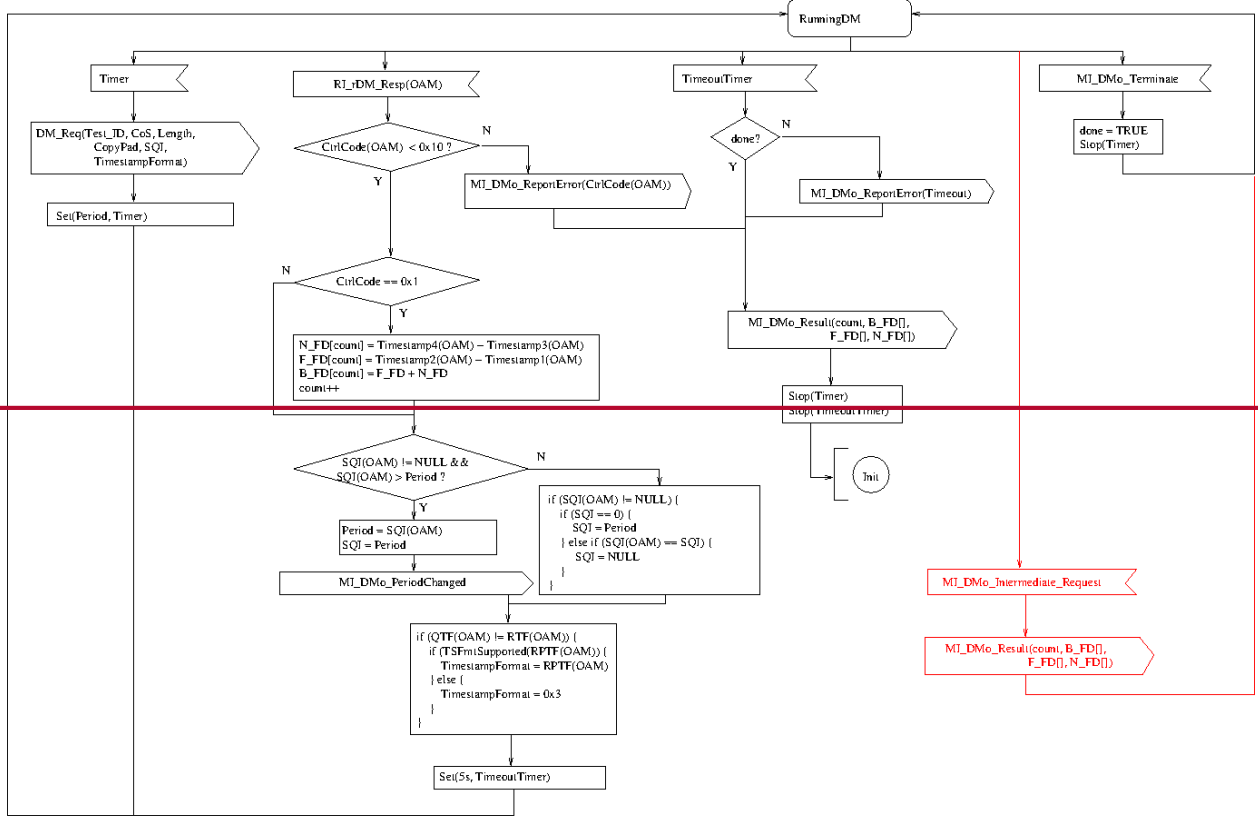 RunningDM
Timer
RI_rDM_Resp(OAM)
TimeoutTimer
MI_DMo_Terminate
DM_Req(Test_ID, CoS, Length,
CopyPad, SQI,
TimestampFormat)
Set(Period, Timer)
CtrlCode(OAM) < 0x10 ?
N
Y
MI_DMo_ReportError(CtrlCode(OAM))
done?
N
Y
MI_DMo_ReportError(Timeout)
done = TRUE
Stop(Timer)
CtrlCode == 0x1
N
Y
N_FD[count] = Timestamp4(OAM) − Timestamp3(OAM)
F_FD[count] = Timestamp2(OAM) − Timestamp1(OAM)
B_FD[count] = F_FD + N_FD
count++
MI_DMo_Result(count, B_FD[],
F_FD[], N_FD[])
Stop(Timer)
Stop(TimeoutTimer)
Init
SQI(OAM) != NULL &&
SQI(OAM) > Period ?
N
Y
Period = SQI(OAM)
SQI = Period
MI_DMo_PeriodChanged
if (SQI(OAM) != NULL) {
if (SQI == 0) {
SQI = Period
} else if (SQI(OAM) == SQI) {
SQI = NULL
}
}
if (QTF(OAM) != RTF(OAM)) {
if (TSFmtSupported(RPTF(OAM)) {
TimestampFormat = RPTF(OAM)
} else {
TimestampFormat = 0x3
}
}
Set(5s, TimeoutTimer)
MI_DMo_Intermediate_Request
MI_DMo_Result(count, B_FD[],
F_FD[], N_FD[])